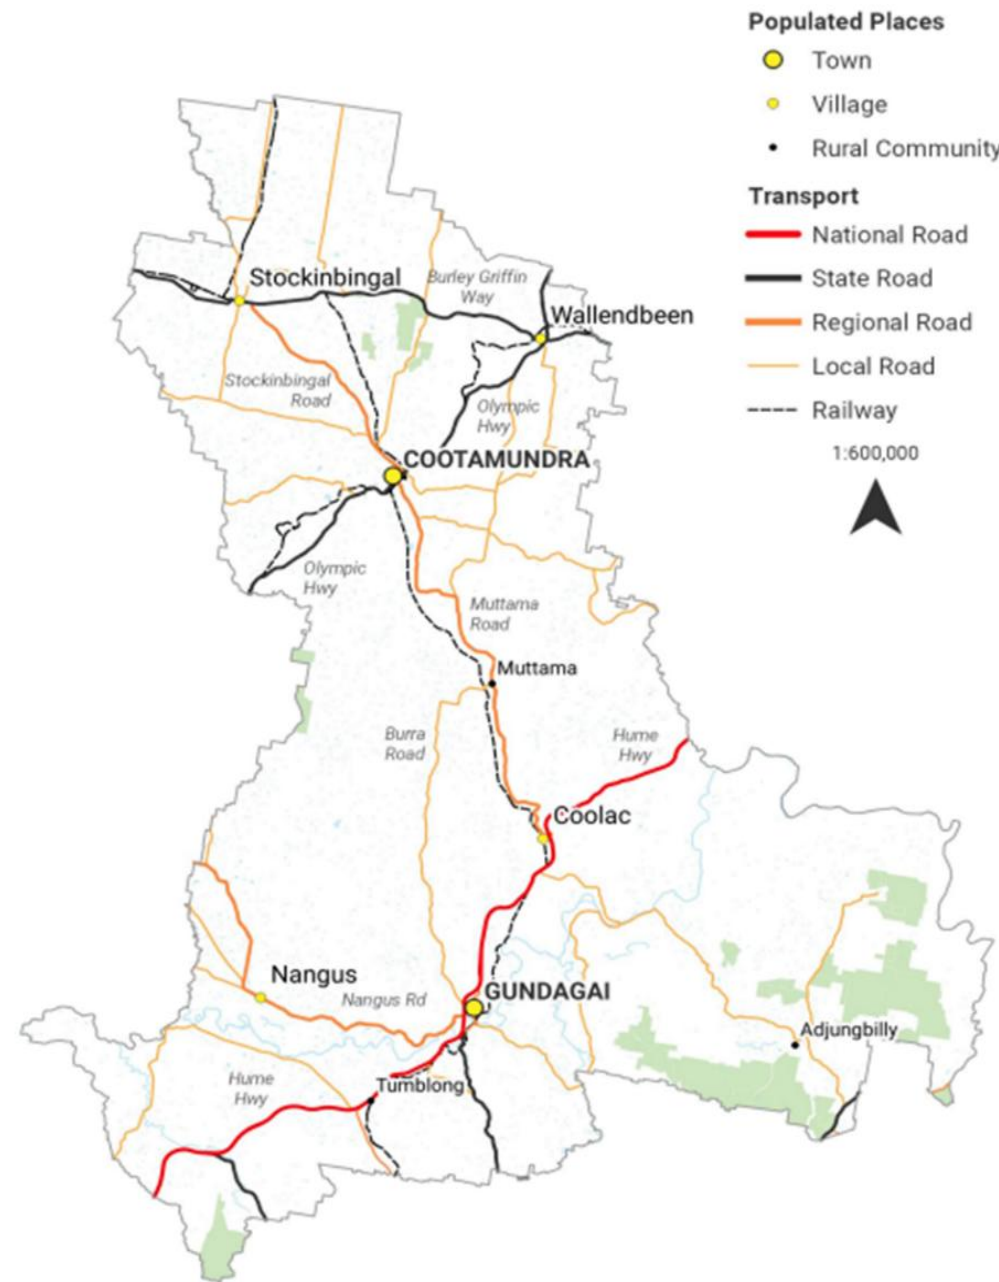 Populated Places
Town
Village
Rural Community
Transport
National Road
State Road
Regional Road
Local Road
Railway
1:600,000
Stockinbingal
Burley Griffin
Way
Wallendbeen
Stockinbingal
Road
Olympic
Hwy
COOTAMUNDRA
Olympic
Hwy
Muttama
Road
Muttama
Burra
Road
Hume
Hwy
Coolac
Nangus
Nangus Rd
GUNDAGAI
Adjungbilly
Hume
Hwy
Tumblong